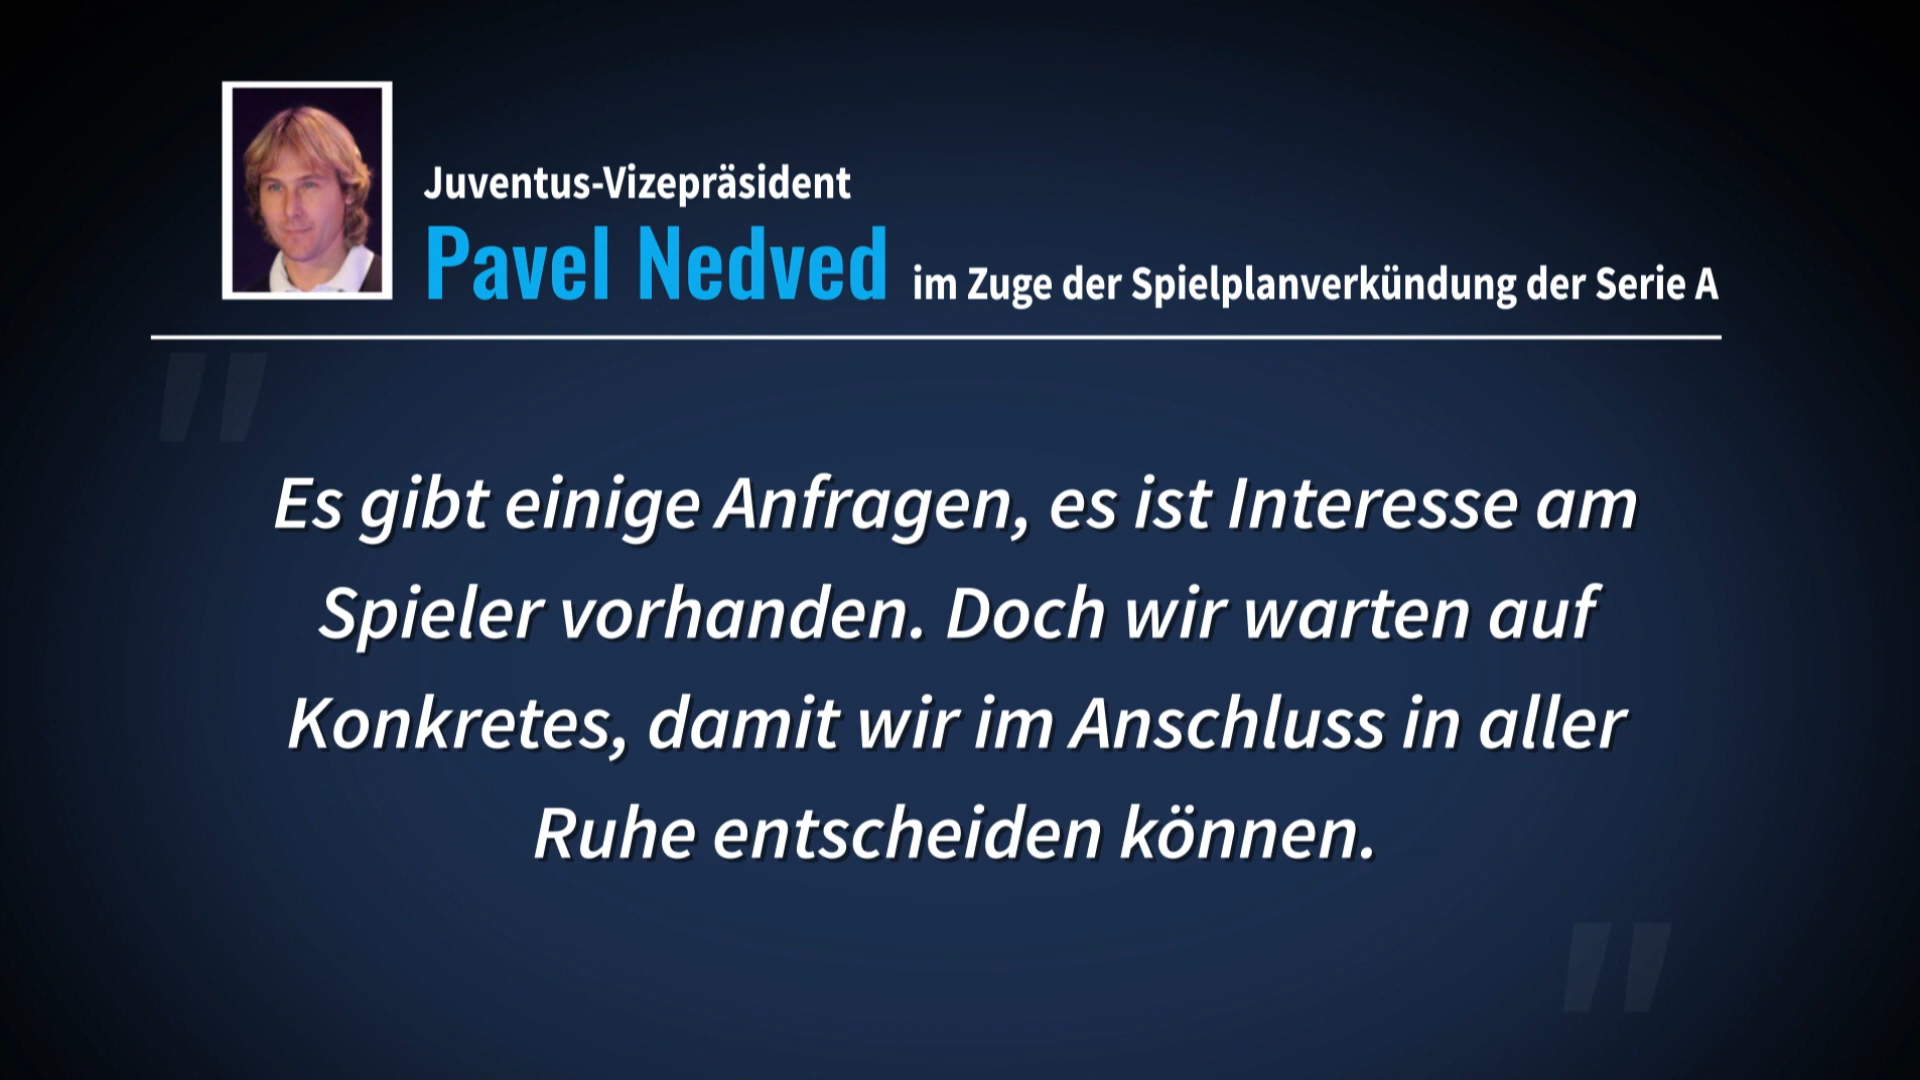 Juventus-Vizepräsident
Pavel Nedved im Zuge der Spielplanverkündung der Serie A
"
Es gibt einige Anfragen, es ist Interesse am
Spieler vorhanden. Doch wir warten auf
Konkretes, damit wir im Anschluss in aller
Ruhe entscheiden können.
"